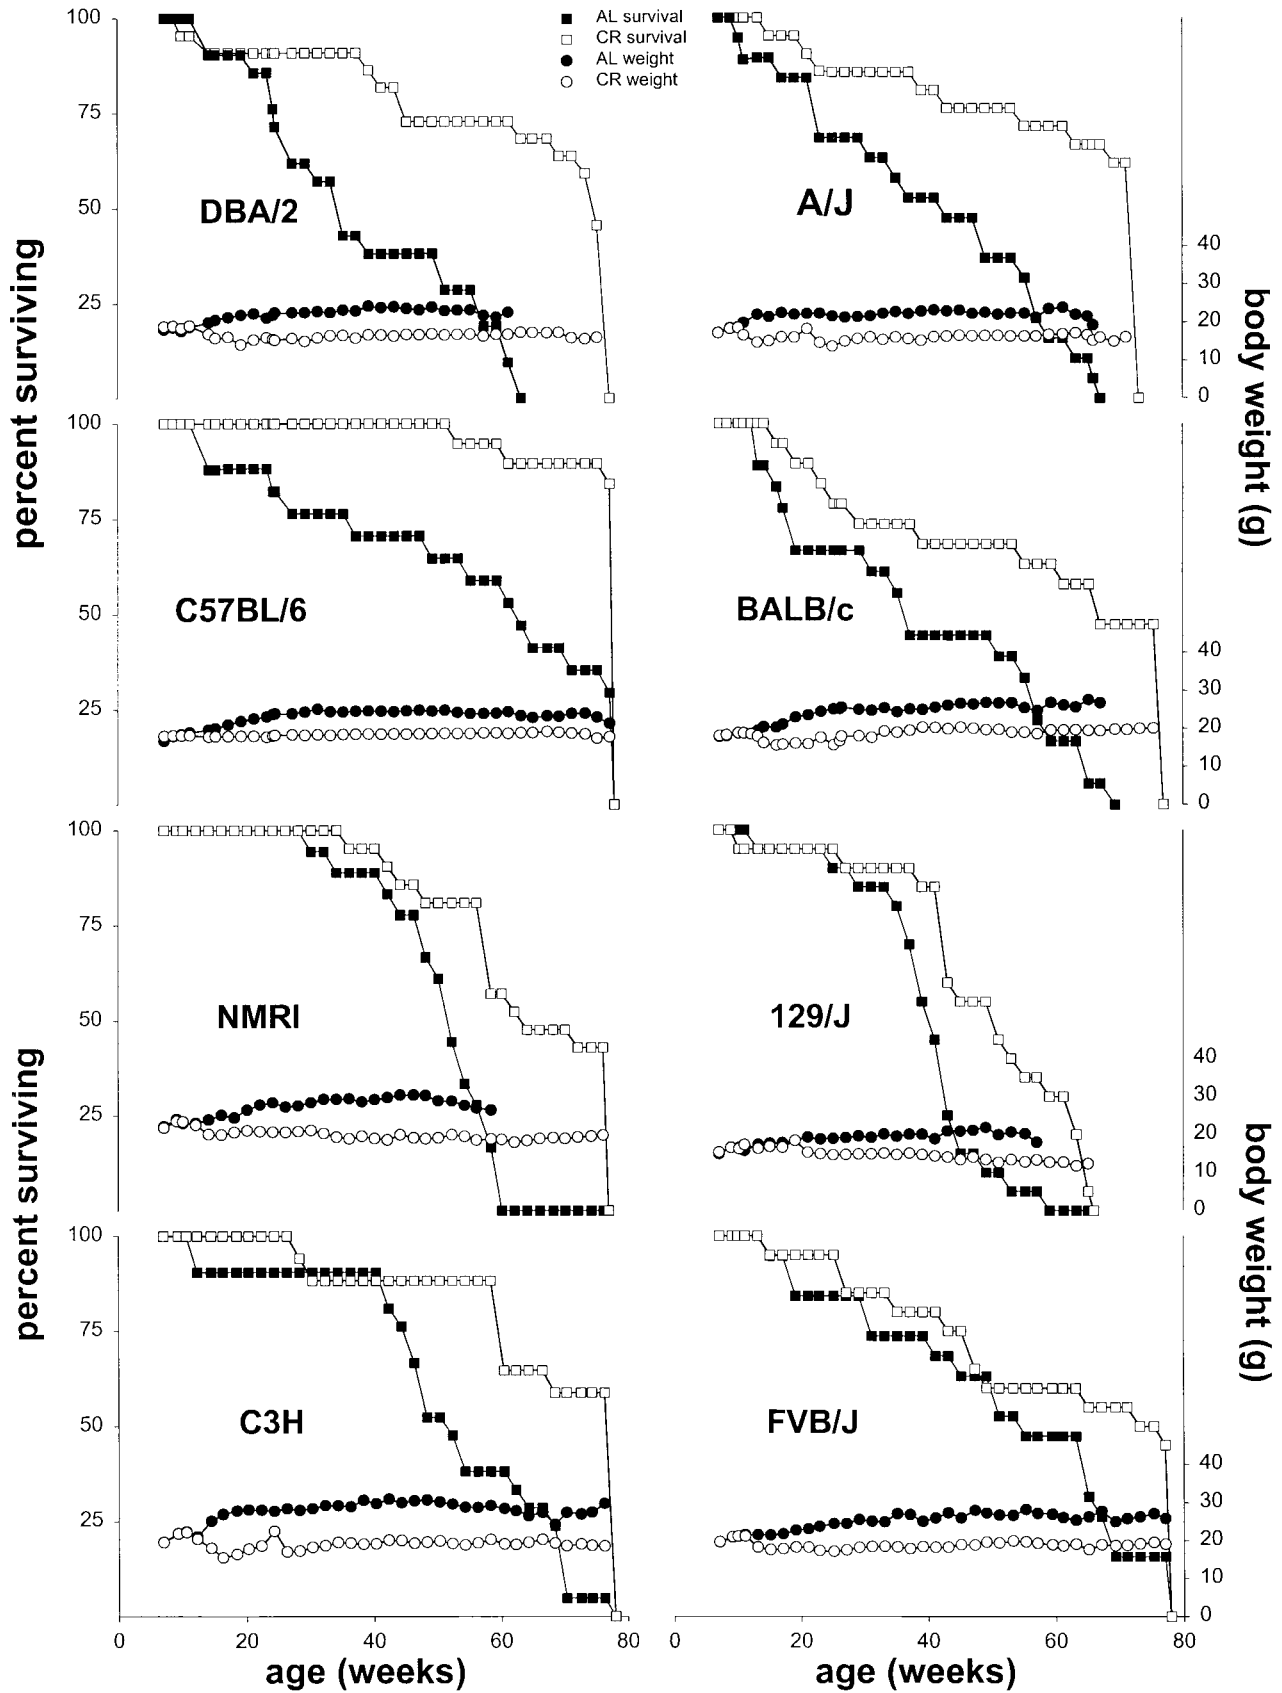 AL survival
CR survival
AL weight
CR weight
100
75
50
25
DBA/2
A/J
40
30
20
10
0
100
75
50
25
C57BL/6
BALB/c
40
30
20
10
0
percent surviving
body weight (g)
100
75
50
25
NMRI
129/J
40
30
20
10
0
100
75
50
25
C3H
FVB/J
40
30
20
10
0
percent surviving
body weight (g)
0 20 40 60 80
0 20 40 60 80
age (weeks)
age (weeks)